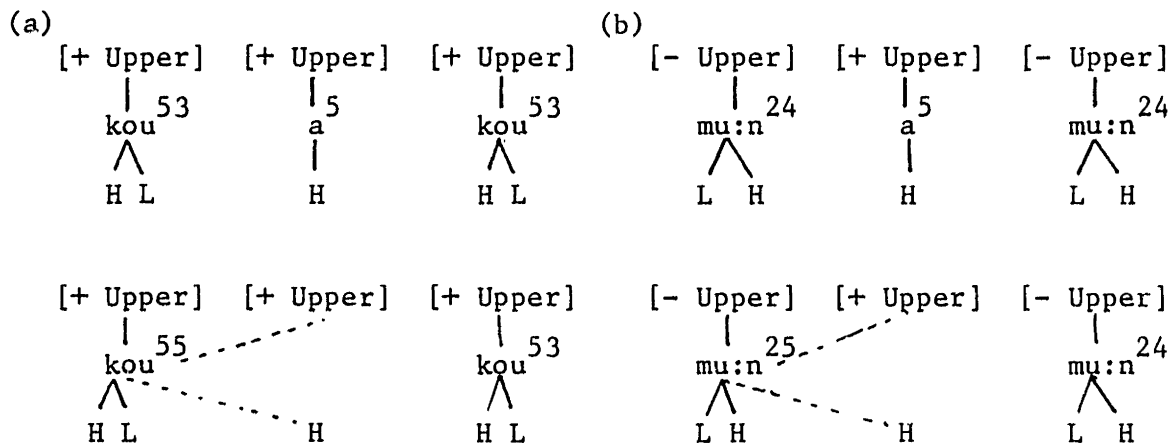 (a) (b)
[+ Upper] [+ Upper] [+ Upper] [- Upper] [+ Upper] [- Upper]
kou53 a5 kou53 mu:n24 a5 mu:n24
H L H H L L H H L H
[+ Upper] [+ Upper] [+ Upper] [- Upper] [+ Upper] [- Upper]
kou55 kou53 mu:n25 mu:n24
H L H H L L H H L H